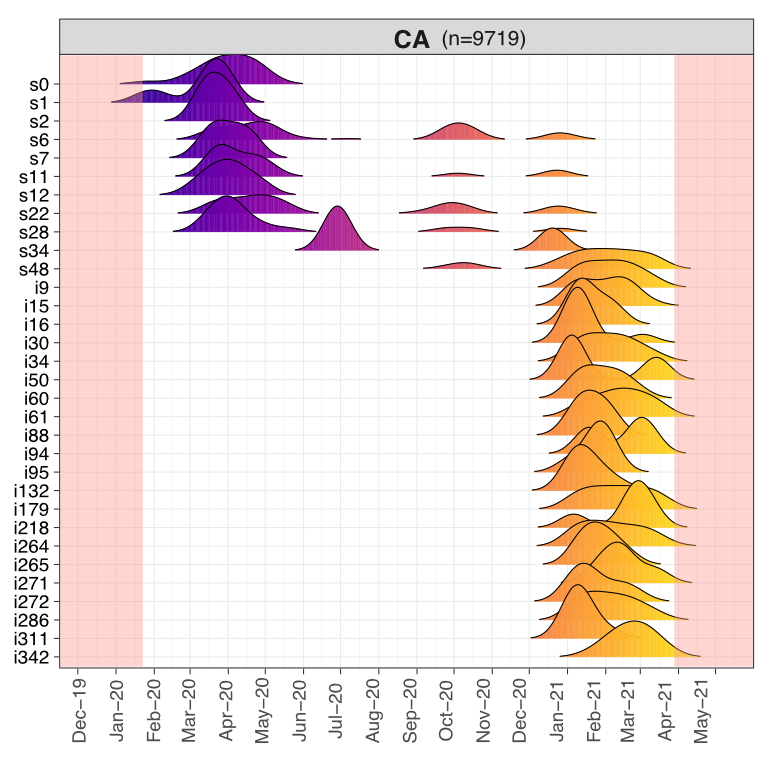 CA (n=9719)
s0
s1
s2
s6
s7
s11
s12
s22
s28
s34
s48
i9
i15
i16
i30
i34
i50
i60
i61
i88
i94
i95
i132
i179
i218
i264
i265
i271
i272
i286
i311
i342
Dec−19
Jan−20
Feb−20
Mar−20
Apr−20
May−20
Jun−20
Jul−20
Aug−20
Sep−20
Oct−20
Nov−20
Dec−20
Jan−21
Feb−21
Mar−21
Apr−21
May−21